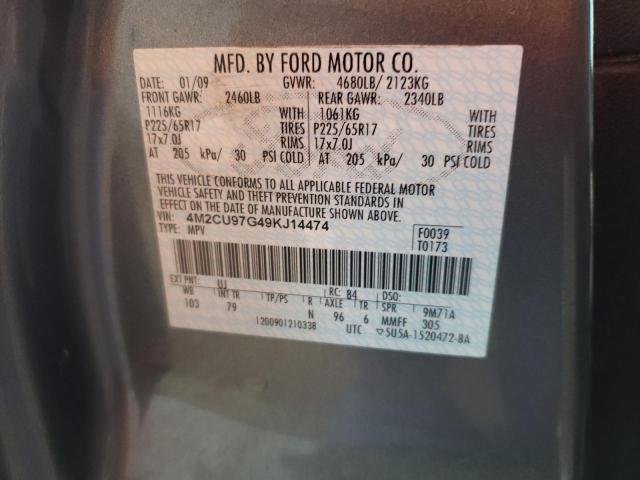 MFD. BY FORD MOTOR CO.
DATE: 01/09 GVWR: 4680LB/ 2123KG
FRONT GAWR: 2460LB REAR GAWR: 2340LB
1116KG WITH 1061KG WITH
P225/65R17 TIRES P225/65R17 TIRES
17x7.0J RIMS 17x7.0J RIMS
AT 205 kPa/ 30 PSI COLD AT 205 kPa/ 30 PSI COLD
THIS VEHICLE CONFORMS TO ALL APPLICABLE FEDERAL MOTOR
VEHICLE SAFETY AND THEFT PREVENTION STANDARDS IN
EFFECT ON THE DATE OF MANUFACTURE SHOWN ABOVE.
VIN: 4M2CU97G49KJ14474 F0039
TYPE: MPV T0173
EXT PNT: UJ RC: 84 DSO:
WB INT TR TP/PS R AXLE TR SPR 9M71A
103 79 N 96 6 MMFF 305
1200901210338 UTC 5U5A-1520472-BA